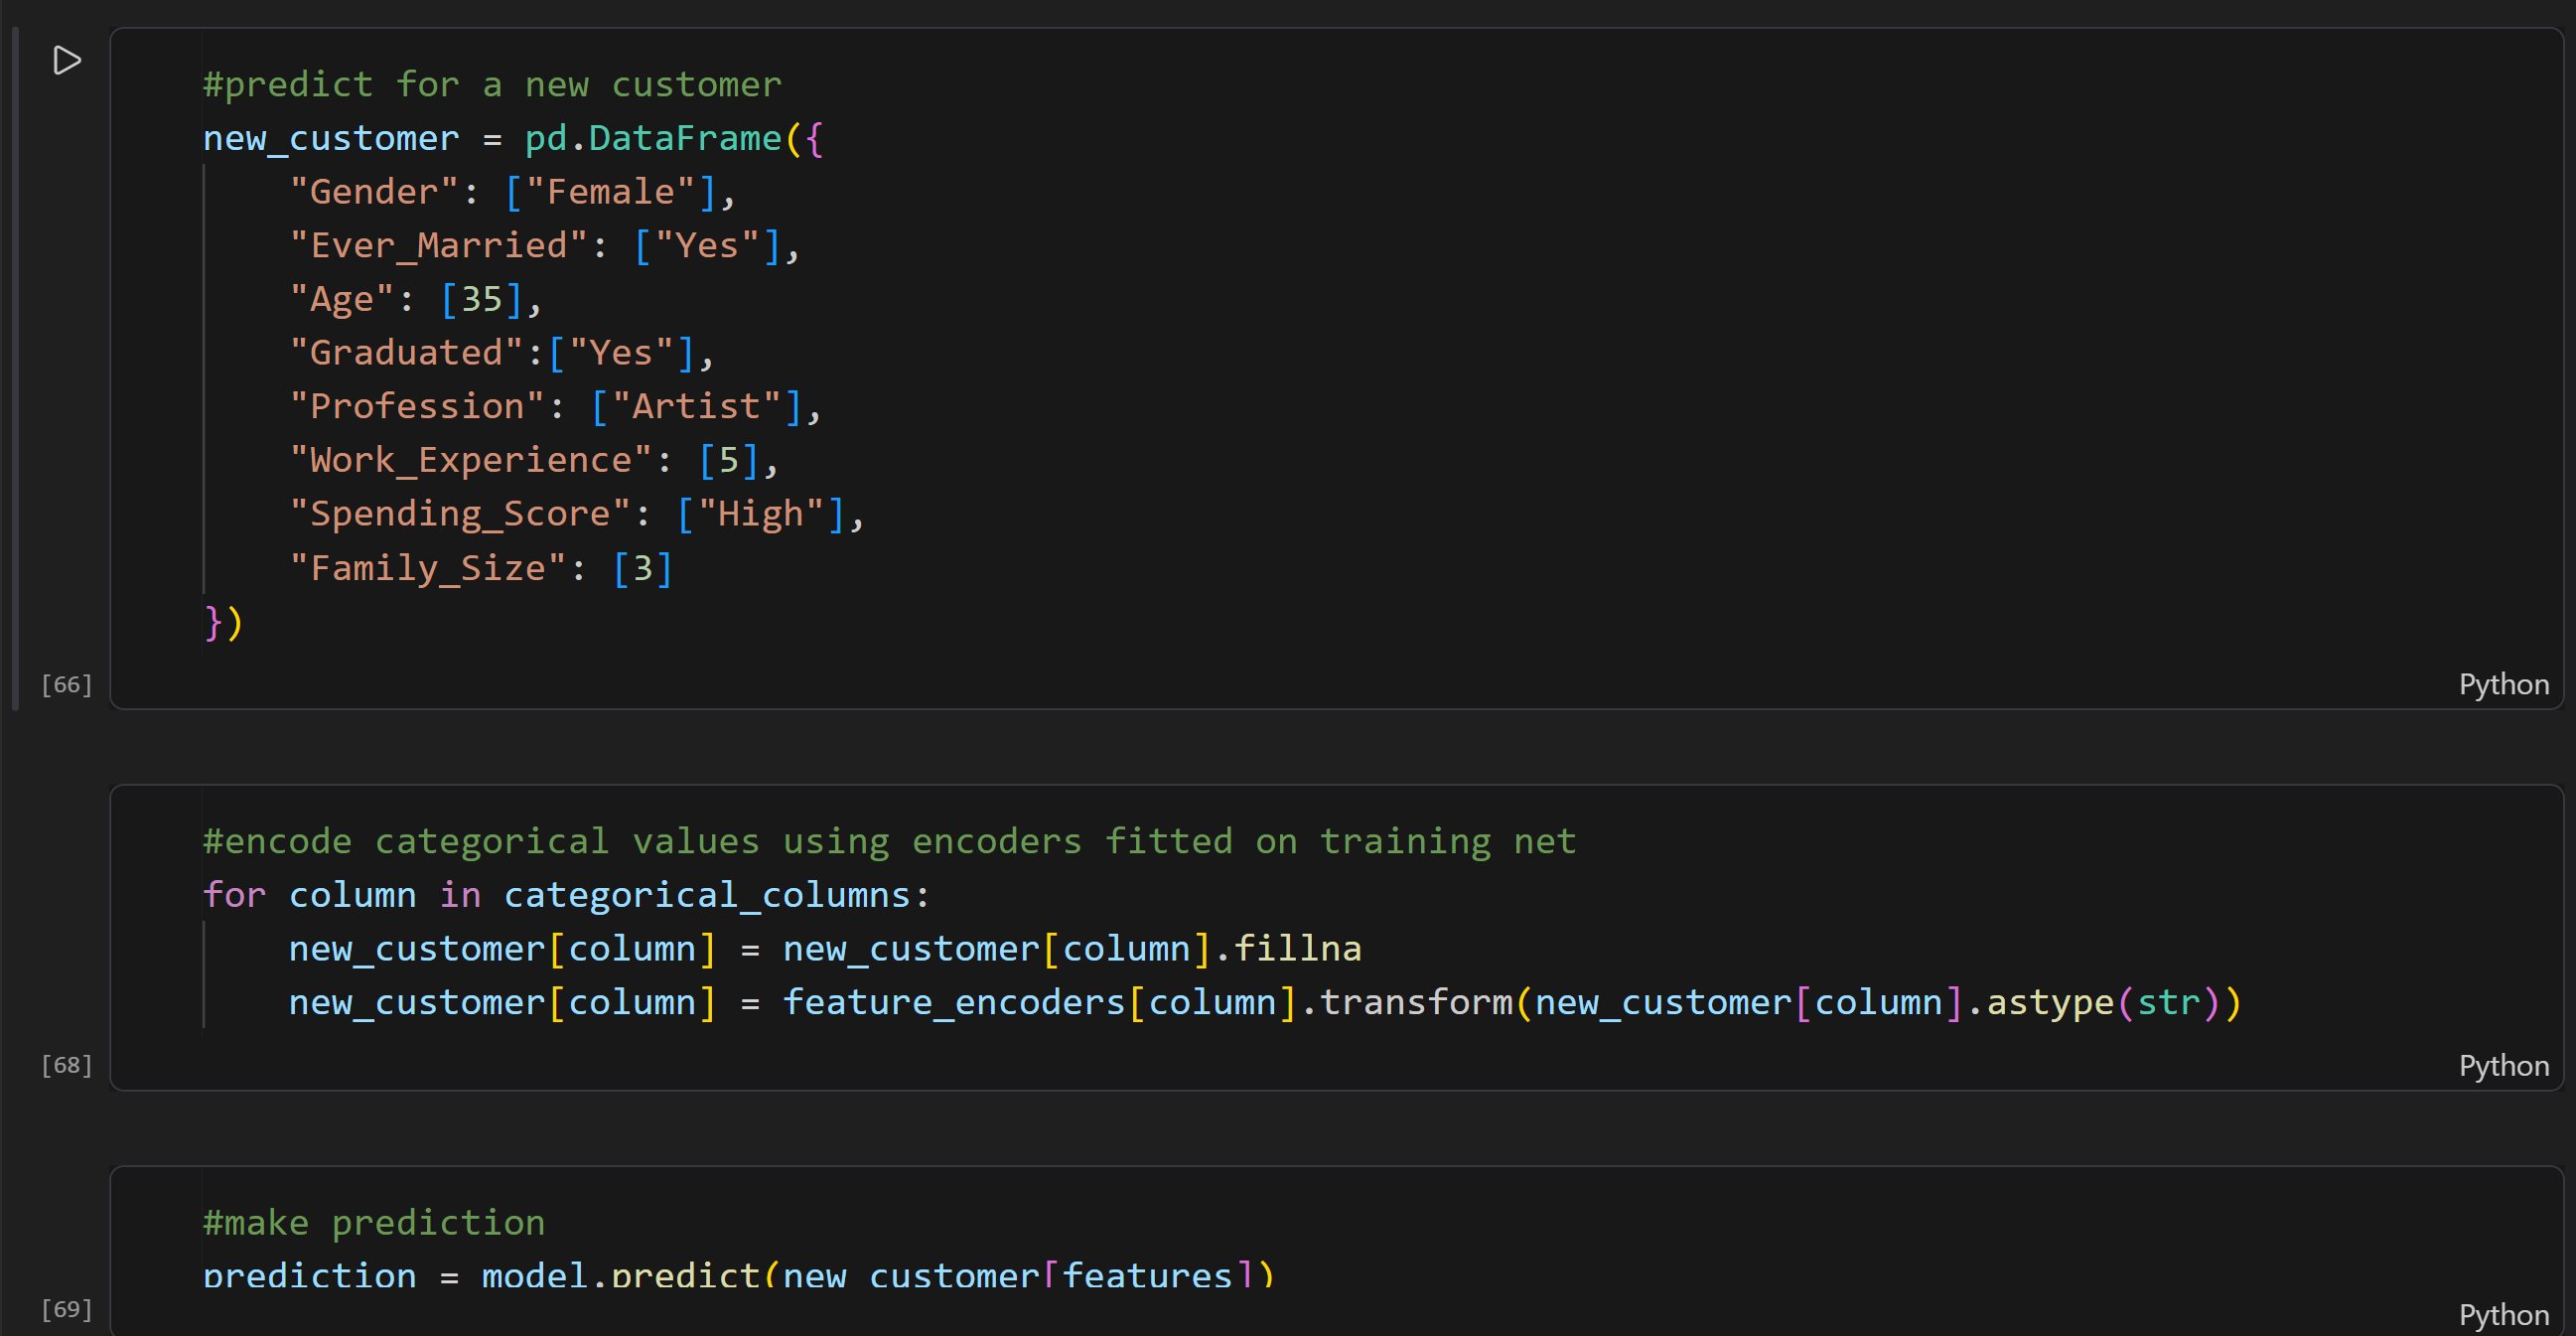 #predict for a new customer
new_customer = pd.DataFrame({
    "Gender": ["Female"],
    "Ever_Married": ["Yes"],
    "Age": [35],
    "Graduated":["Yes"],
    "Profession": ["Artist"],
    "Work_Experience": [5],
    "Spending_Score": ["High"],
    "Family_Size": [3]
})
[66]
Python
#encode categorical values using encoders fitted on training net
for column in categorical_columns:
    new_customer[column] = new_customer[column].fillna
    new_customer[column] = feature_encoders[column].transform(new_customer[column].astype(str))
[68]
Python
#make prediction
prediction = model.predict(new_customer[features])
[69]
Python